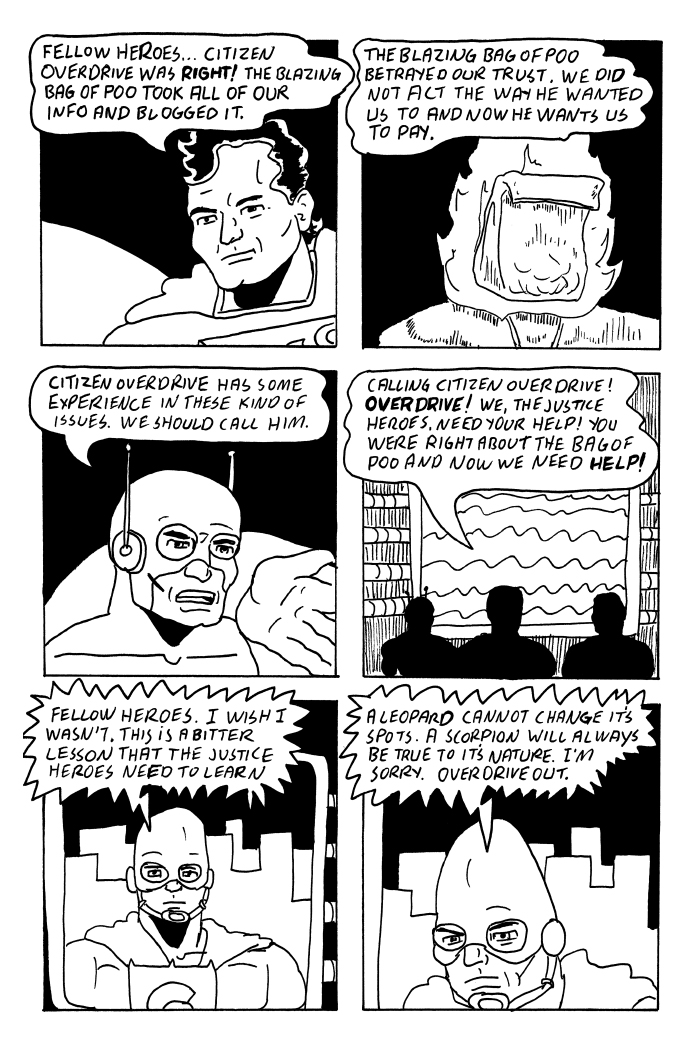 FELLOW HEROES... CITIZEN
OVERDRIVE WAS RIGHT! THE BLAZING
BAG OF POO TOOK ALL OF OUR
INFO AND BLOGGED IT.
THE BLAZING BAG OF POO
BETRAYED OUR TRUST. WE DID
NOT ACT THE WAY HE WANTED
US TO AND NOW HE WANTS US
TO PAY.
CITIZEN OVERDRIVE HAS SOME
EXPERIENCE IN THESE KIND OF
ISSUES. WE SHOULD CALL HIM.
CALLING CITIZEN OVERDRIVE!
OVERDRIVE! WE, THE JUSTICE
HEROES, NEED YOUR HELP! YOU
WERE RIGHT ABOUT THE BAG OF
POO AND NOW WE NEED HELP!
FELLOW HEROES. I WISH I
WASN'T. THIS IS A BITTER
LESSON THAT THE JUSTICE
HEROES NEED TO LEARN
A LEOPARD CANNOT CHANGE IT'S
SPOTS. A SCORPION WILL ALWAYS
BE TRUE TO IT'S NATURE. I'M
SORRY. OVERDRIVE OUT.
C